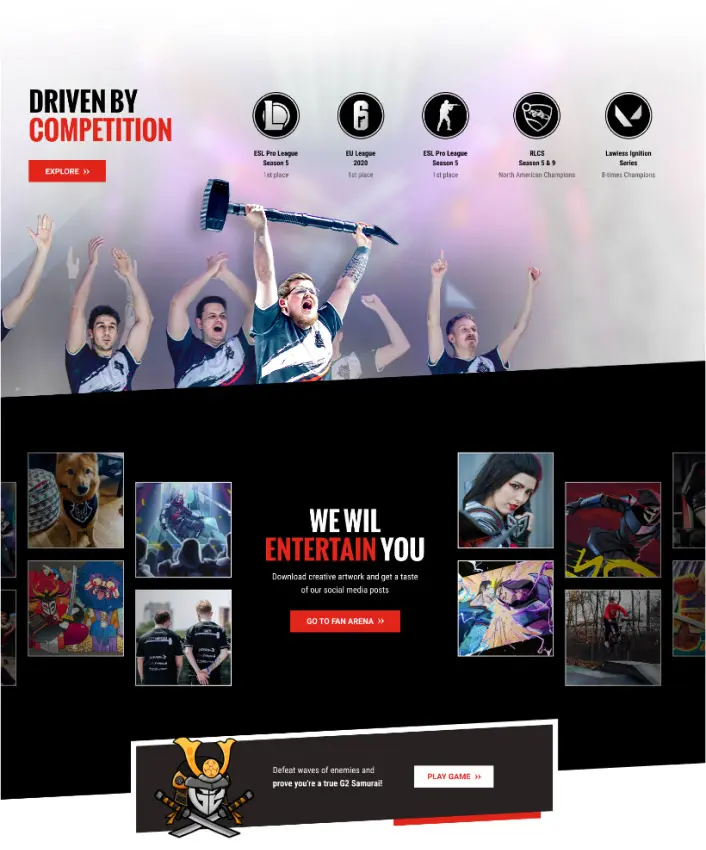 DRIVEN BY
COMPETITION
EXPLORE »
ESL Pro League
Season 5
1st place
EU League
2020
1st place
ESL Pro League
Season 5
1st place
RLCS
Season 5 & 9
North American Champions
Lawless Ignition
Series
8-times Champions
WE WIL
ENTERTAIN YOU
Download creative artwork and get a taste
of our social media posts
GO TO FAN ARENA »
G2
Defeat waves of enemies and
prove you're a true G2 Samurai!
PLAY GAME »